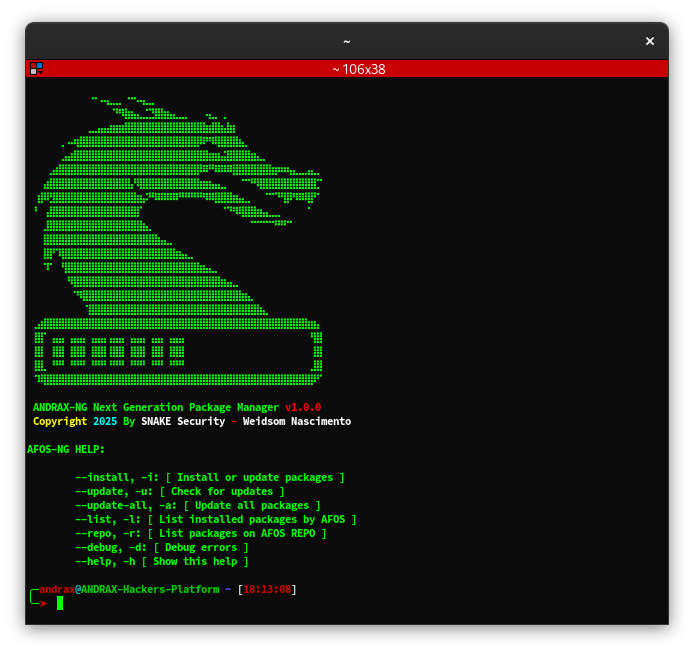 ~
~ 106x38
ANDRAX-NG Next Generation Package Manager v1.0.0
Copyright 2025 By SNAKE Security - Weidsom Nascimento
AFOS-NG HELP:
--install, -i: [ Install or update packages ]
--update, -u: [ Check for updates ]
--update-all, -a: [ Update all packages ]
--list, -l: [ List installed packages by AFOS ]
--repo, -r: [ List packages on AFOS REPO ]
--debug, -d: [ Debug errors ]
--help, -h [ Show this help ]
andrax@ANDRAX-Hackers-Platform ~ [18:13:08]